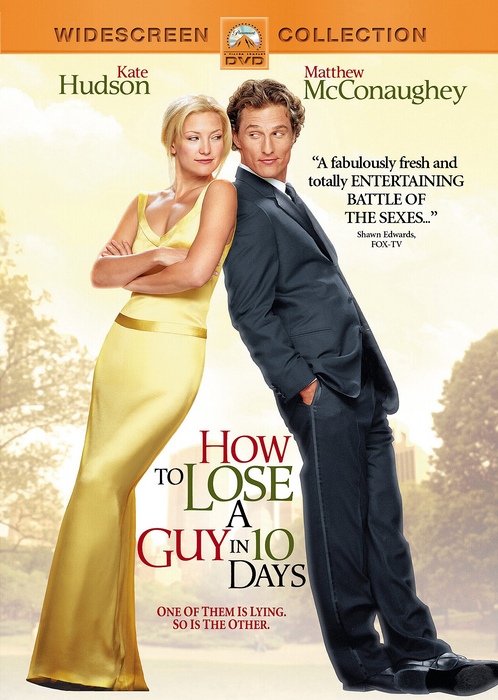 WIDESCREEN COLLECTION
DVD
Kate
Hudson
Matthew
McConaughey
“A fabulously fresh and
totally ENTERTAINING
BATTLE OF
THE SEXES...”
Shawn Edwards,
FOX-TV
HOW
TO LOSE
A
GUY IN 10
DAYS
ONE OF THEM IS LYING.
SO IS THE OTHER.